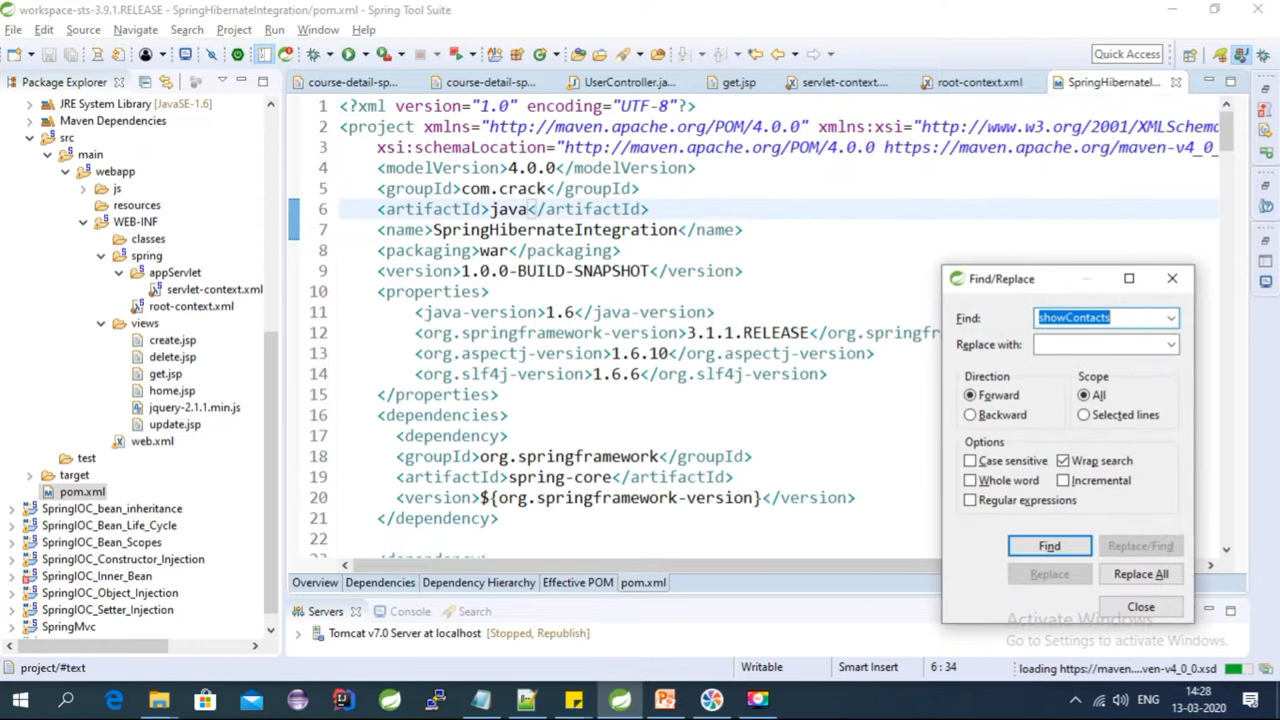 workspace-sts-3.9.1.RELEASE - SpringHibernateIntegration/pom.xml - Spring Tool Suite
File Edit Source Navigate Search Project Run Window Help
Quick Access
Package Explorer
course-detail-sp...
course-detail-sp...
UserController.ja...
get.jsp
servlet-context....
root-context.xml
SpringHibernateI...
JRE System Library [JavaSE-1.6]
Maven Dependencies
src
main
webapp
js
resources
WEB-INF
classes
spring
appServlet
servlet-context.xml
root-context.xml
views
create.jsp
delete.jsp
get.jsp
home.jsp
jquery-2.1.1.min.js
update.jsp
web.xml
test
target
pom.xml
SpringIOC_bean_inheritance
SpringIOC_Bean_Life_Cycle
SpringIOC_Bean_Scopes
SpringIOC_Constructor_Injection
SpringIOC_Inner_Bean
SpringIOC_Object_Injection
SpringIOC_Setter_Injection
SpringMvc
1 <?xml version="1.0" encoding="UTF-8"?>
2 <project xmlns="http://maven.apache.org/POM/4.0.0" xmlns:xsi="http://www.w3.org/2001/XMLSchema
3 xsi:schemaLocation="http://maven.apache.org/POM/4.0.0 https://maven.apache.org/maven-v4_0_
4 <modelVersion>4.0.0</modelVersion>
5 <groupId>com.crack</groupId>
6 <artifactId>java</artifactId>
7 <name>SpringHibernateIntegration</name>
8 <packaging>war</packaging>
9 <version>1.0.0-BUILD-SNAPSHOT</version>
10 <properties>
11 <java-version>1.6</java-version>
12 <org.springframework-version>3.1.1.RELEASE</org.springfr
13 <org.aspectj-version>1.6.10</org.aspectj-version>
14 <org.slf4j-version>1.6.6</org.slf4j-version>
15 </properties>
16 <dependencies>
17 <dependency>
18 <groupId>org.springframework</groupId>
19 <artifactId>spring-core</artifactId>
20 <version>${org.springframework-version}</version>
21 </dependency>
22
23 <dependency>
Overview Dependencies Dependency Hierarchy Effective POM pom.xml
Servers Console Search
Tomcat v7.0 Server at localhost [Stopped, Republish]
Find/Replace
Find: showContacts
Replace with:
Direction Scope
Forward All
Backward Selected lines
Options
Case sensitive Wrap search
Whole word Incremental
Regular expressions
Find Replace/Find
Replace Replace All
Close
Activate Windows
Go to Settings to activate Windows.
project/#text
Writable
Smart Insert
6 : 34
loading https://maven....ven-v4_0_0.xsd
ENG
14:28
13-03-2020